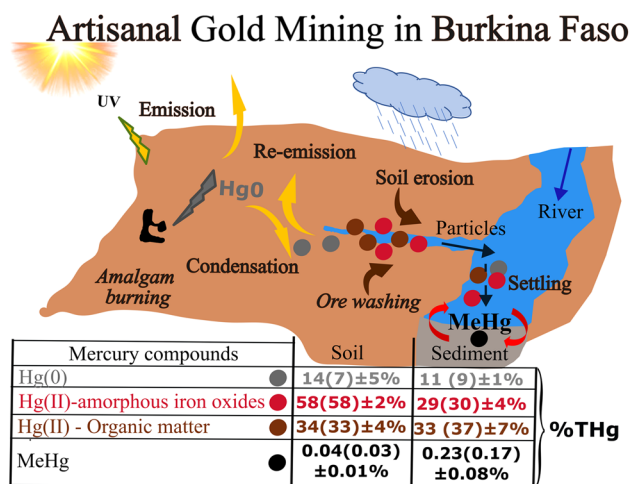 Artisanal Gold Mining in Burkina Faso
UV
Emission
Re-emission
Hg0
Soil erosion
River
Particles
Condensation
Amalgam
burning
Ore washing
Settling
MeHg
Mercury compounds Soil Sediment
Hg(0) 14(7)±5% 11 (9)±1%
Hg(II)-amorphous iron oxides 58(58)±2% 29(30)±4%
Hg(II) - Organic matter 34(33)±4% 33 (37)±7%
MeHg 0.04(0.03) 0.23(0.17)
±0.01% ±0.08%
%THg